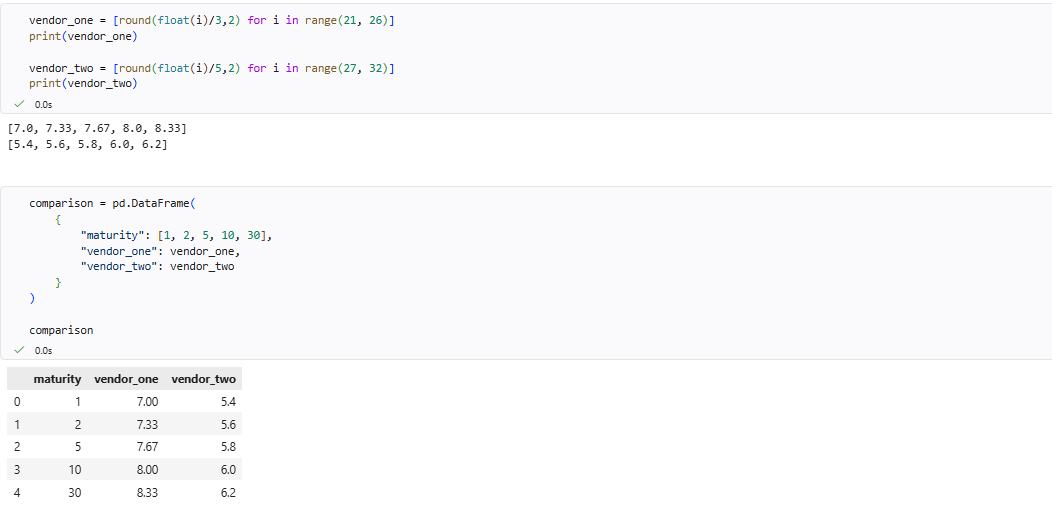 vendor_one = [round(float(i)/3,2) for i in range(21, 26)]
print(vendor_one)
vendor_two = [round(float(i)/5,2) for i in range(27, 32)]
print(vendor_two)
0.0s
[7.0, 7.33, 7.67, 8.0, 8.33]
[5.4, 5.6, 5.8, 6.0, 6.2]
comparison = pd.DataFrame(
{
"maturity": [1, 2, 5, 10, 30],
"vendor_one": vendor_one,
"vendor_two": vendor_two
}
)
comparison
0.0s
maturity vendor_one vendor_two
0 1 7.00 5.4
1 2 7.33 5.6
2 5 7.67 5.8
3 10 8.00 6.0
4 30 8.33 6.2